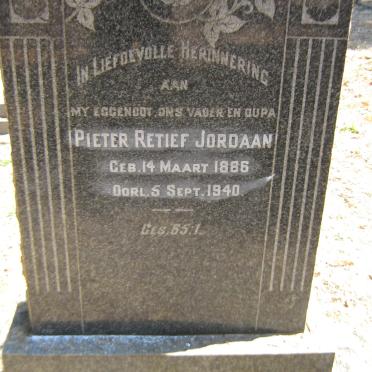 IN LIEFDEVOLLE HERINNERING
AAN
MY EGGENOOT, ONS VADER EN OUPA
PIETER RETIEF JORDAAN
GEB. 14 MAART 1886
OORL. 5 SEPT. 1940
GES. 65:1.